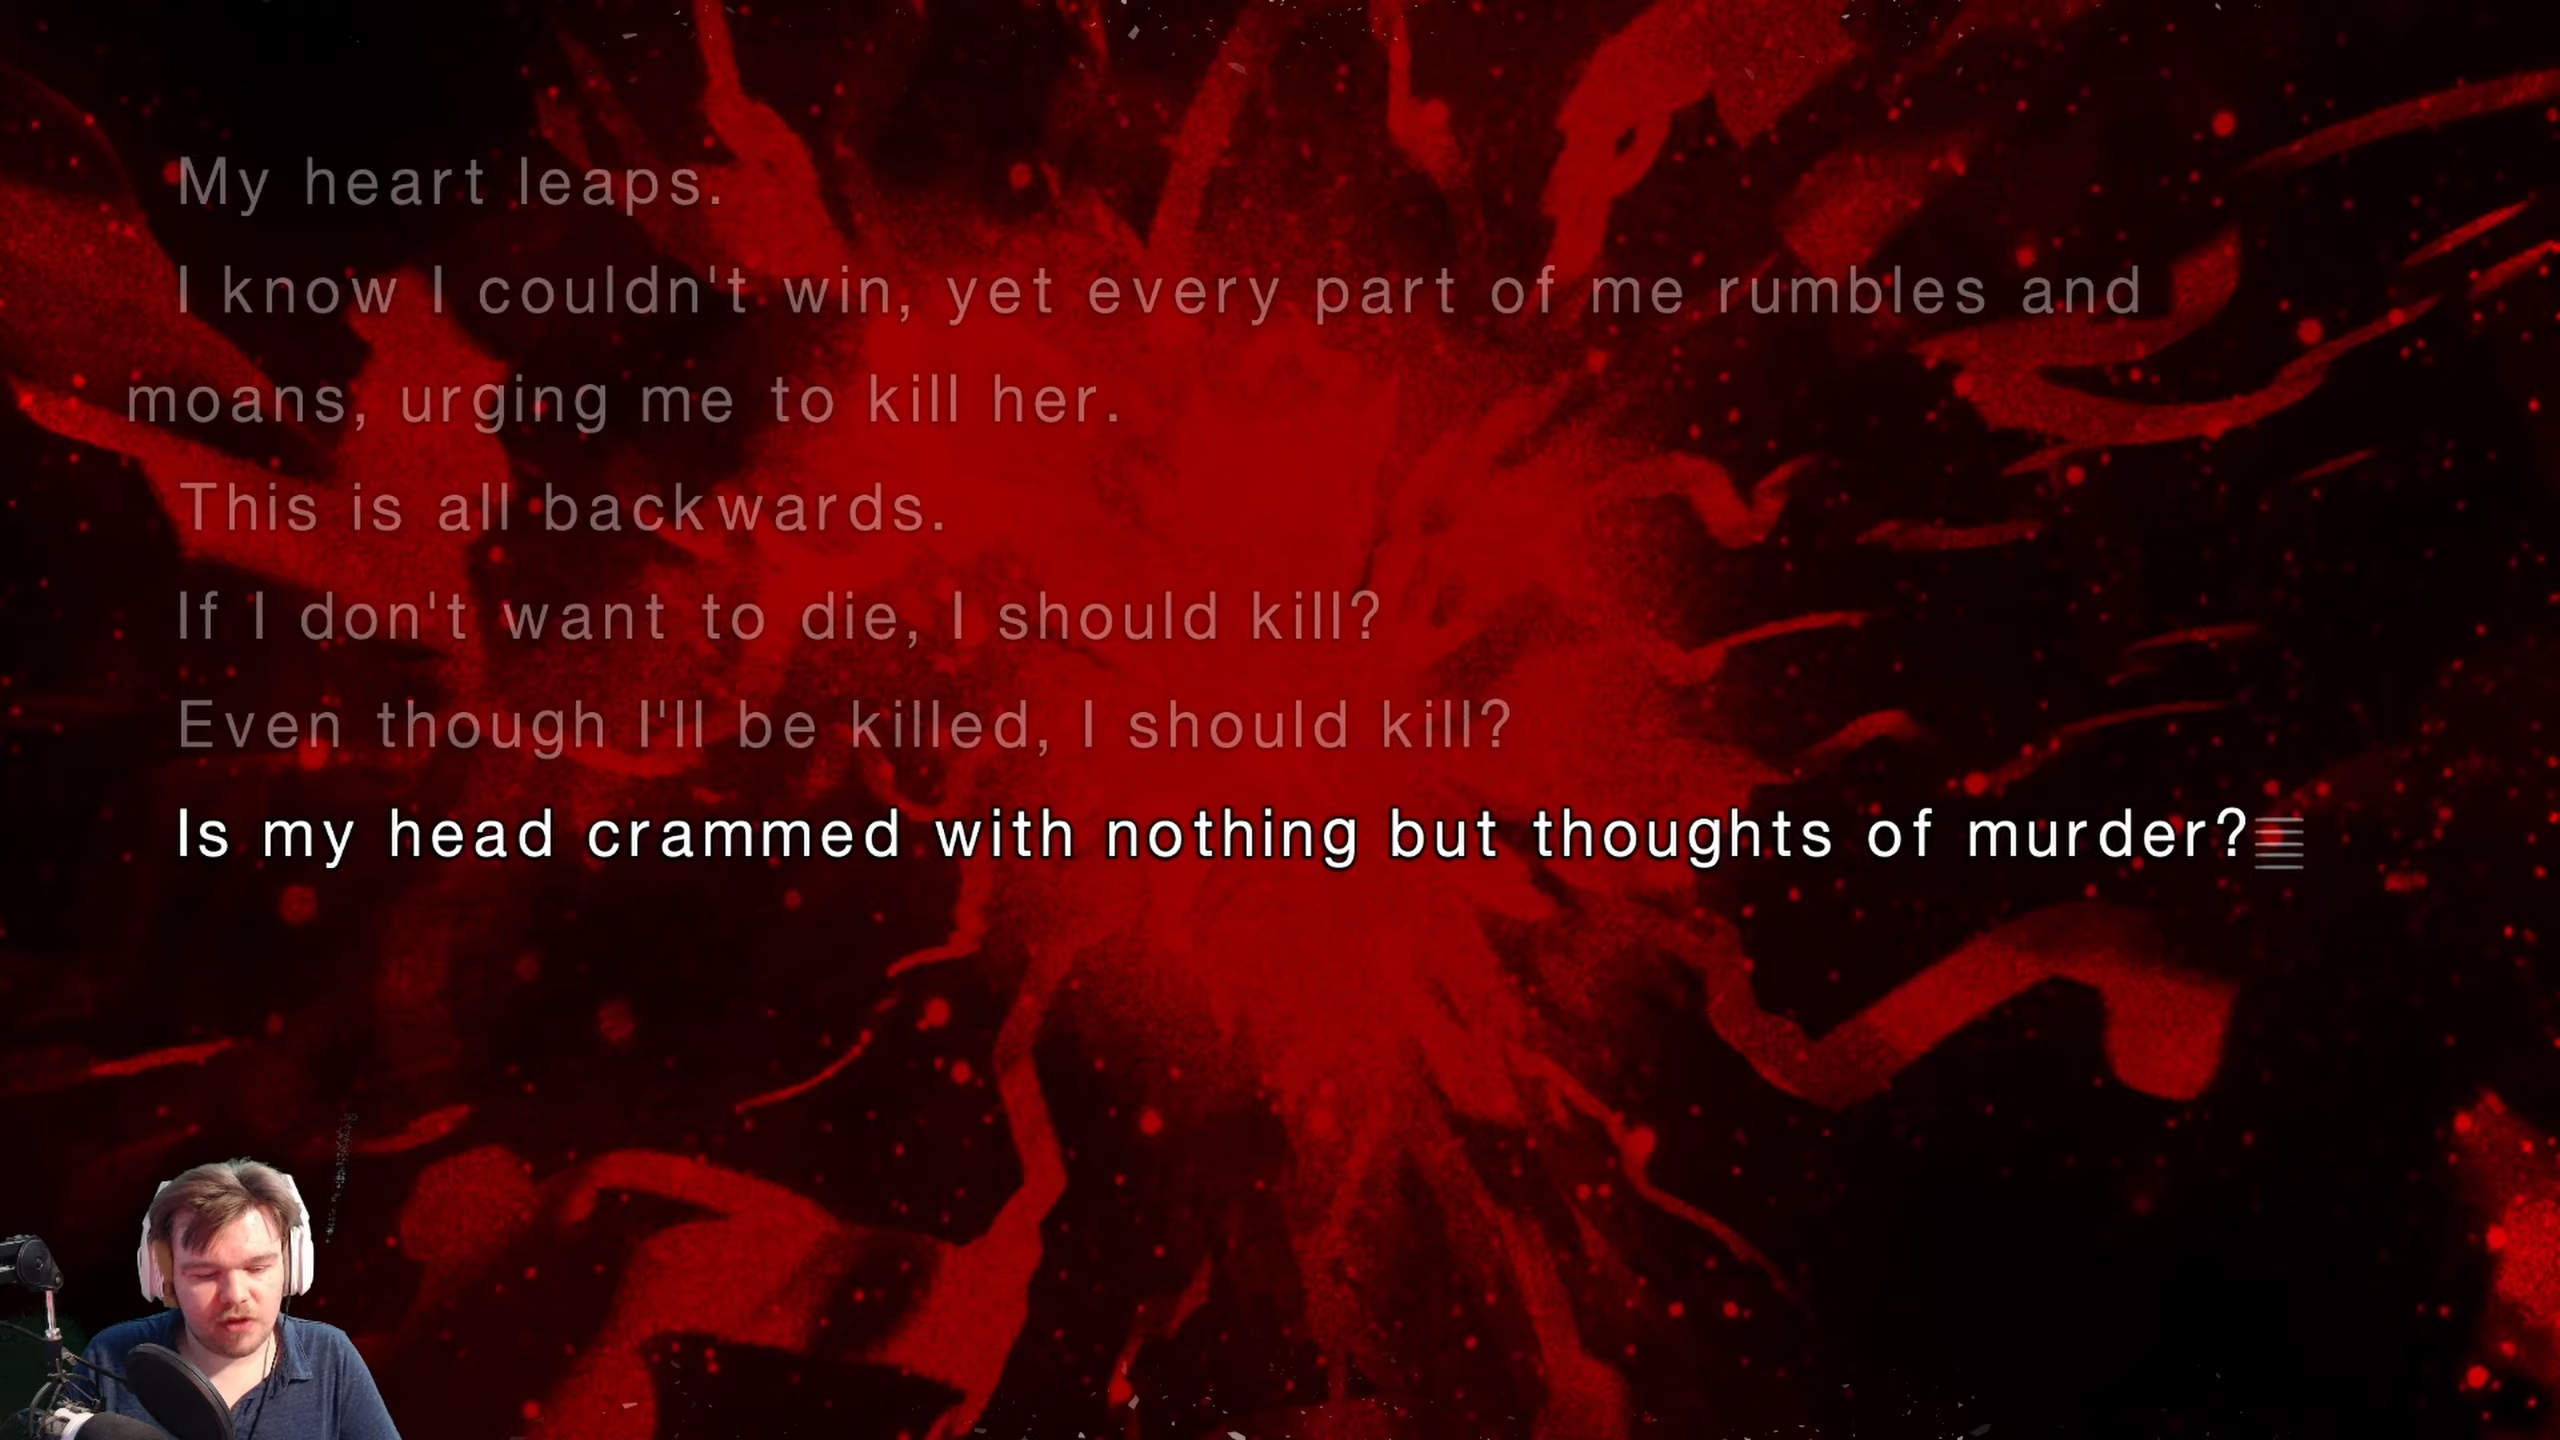 My heart leaps.
I know I couldn't win, yet every part of me rumbles and
moans, urging me to kill her.
This is all backwards.
If I don't want to die, I should kill?
Even though I'll be killed, I should kill?
Is my head crammed with nothing but thoughts of murder?